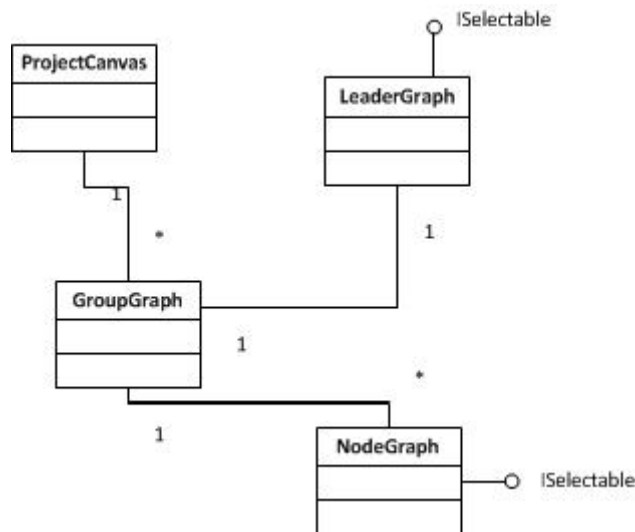 ISelectable
ProjectCanvas
LeaderGraph
1
*
1
GroupGraph
1
*
1
NodeGraph
ISelectable